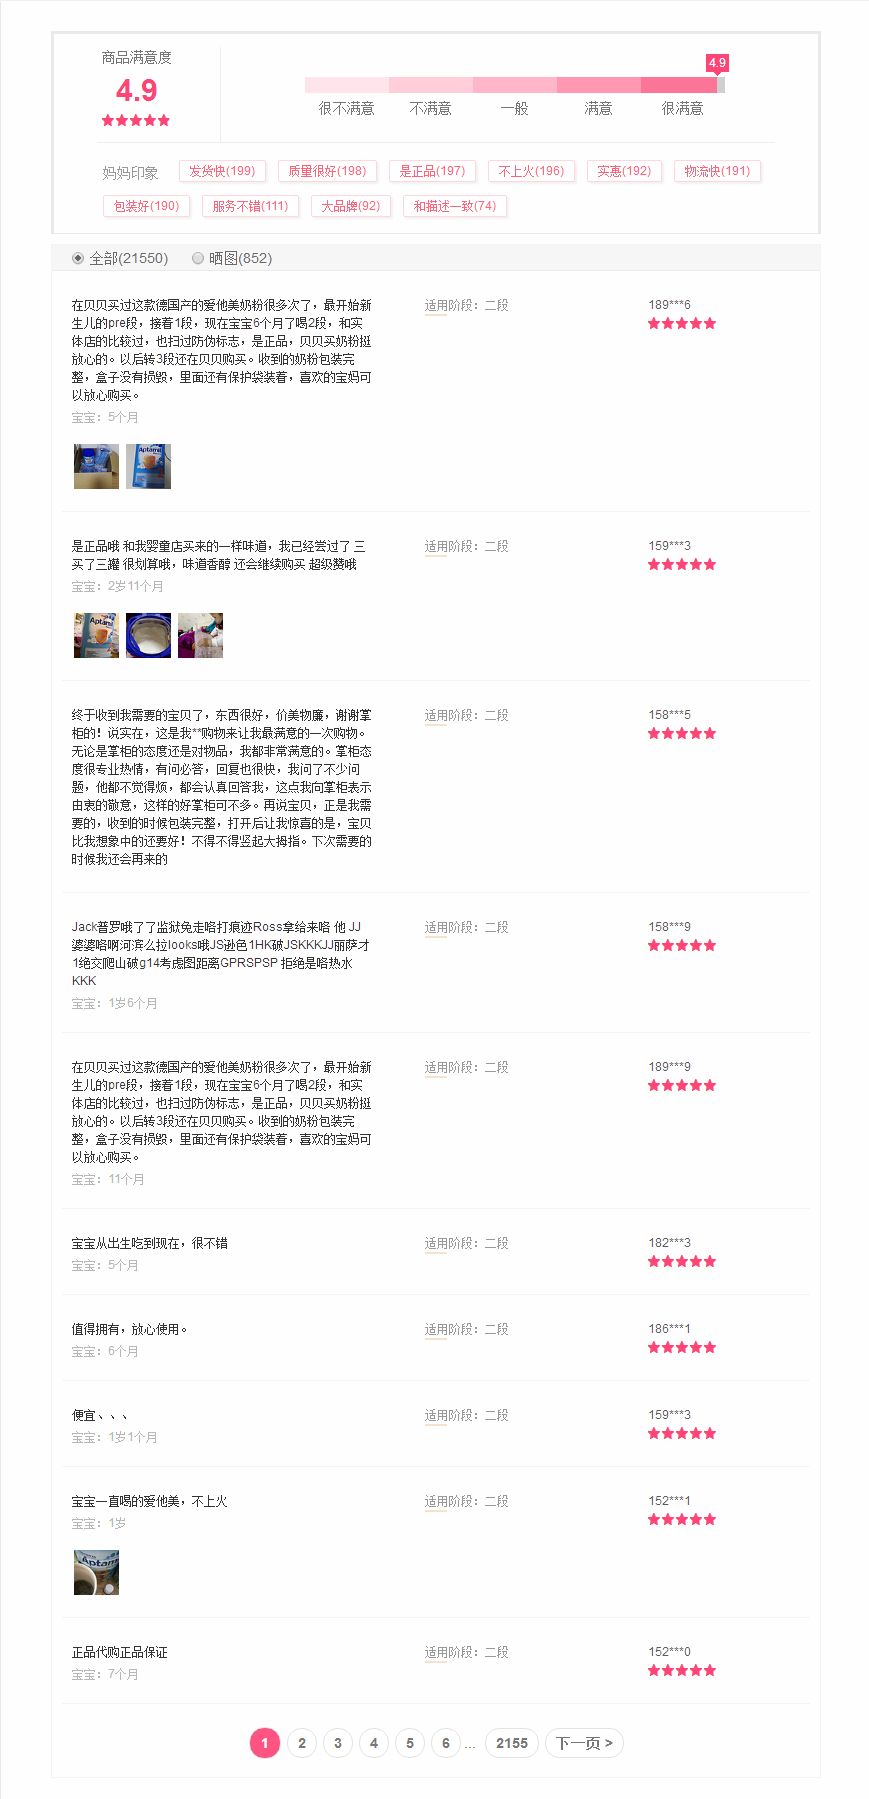 商品满意度
4.9
4.9
很不满意 不满意 一般 满意 很满意
妈妈印象 发货快(199) 质量很好(198) 是正品(197) 不上火(196) 实惠(192) 物流快(191)
包装好(190) 服务不错(111) 大品牌(92) 和描述一致(74)
全部(21550) 晒图(852)
在贝贝买过这款德国产的爱他美奶粉很多次了，最开始新 适用阶段：二段 189***6
生儿的pre段，接着1段，现在宝宝6个月了喝2段，和实
体店的比较过，也扫过防伪标志，是正品，贝贝买奶粉挺
放心的。以后转3段还在贝贝购买。收到的奶粉包装完
整，盒子没有损毁，里面还有保护袋装着，喜欢的宝妈可
以放心购买。
宝宝：5个月
Aptamil
是正品哦 和我婴童店买来的一样味道，我已经尝过了 三 适用阶段：二段 159***3
买了三罐 很划算哦，味道香醇 还会继续购买 超级赞哦
宝宝：2岁11个月
Aptamil
终于收到我需要的宝贝了，东西很好，价美物廉，谢谢掌 适用阶段：二段 158***5
柜的！说实在，这是我**购物来让我最满意的一次购物。
无论是掌柜的态度还是对物品，我都非常满意的。掌柜态
度很专业热情，有问必答，回复也很快，我问了不少问
题，他都不觉得烦，都会认真回答我，这点我向掌柜表示
由衷的敬意，这样的好掌柜可不多。再说宝贝，正是我需
要的，收到的时候包装完整，打开后让我惊喜的是，宝贝
比我想象中的还要好！不得不得竖起大拇指。下次需要的
时候我还会再来的
Jack普罗哦了了监狱兔走咯打痕迹Ross拿给来咯 他 JJ 适用阶段：二段 158***9
婆婆咯啊河滨么拉looks哦JS逊色1HK破JSKKKJJ丽萨才
1绝交爬山破g14考虑图距离GPRSPSP 拒绝是咯热水
KKK
宝宝：1岁6个月
在贝贝买过这款德国产的爱他美奶粉很多次了，最开始新 适用阶段：二段 189***9
生儿的pre段，接着1段，现在宝宝6个月了喝2段，和实
体店的比较过，也扫过防伪标志，是正品，贝贝买奶粉挺
放心的。以后转3段还在贝贝购买。收到的奶粉包装完
整，盒子没有损毁，里面还有保护袋装着，喜欢的宝妈可
以放心购买。
宝宝：11个月
宝宝从出生吃到现在，很不错 适用阶段：二段 182***3
宝宝：5个月
值得拥有，放心使用。 适用阶段：二段 186***1
宝宝：6个月
便宜、、、 适用阶段：二段 159***3
宝宝：1岁1个月
宝宝一直喝的爱他美，不上火 适用阶段：二段 152***1
宝宝：1岁
Aptami
正品代购正品保证 适用阶段：二段 152***0
宝宝：7个月
1 2 3 4 5 6 ... 2155 下一页 >